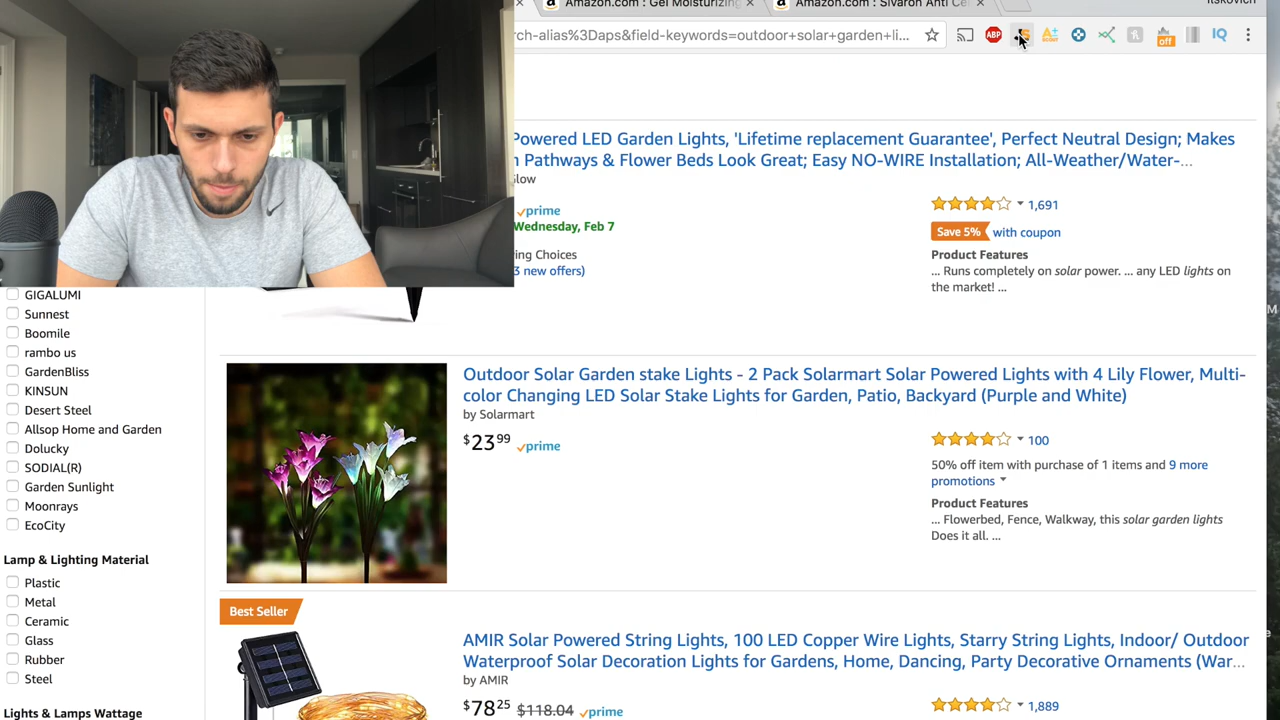 Amazon.com : Gel Moisturizing
Amazon.com : Sivaron Anti Ce
Itskovich
rch-alias%3Daps&field-keywords=outdoor+solar+garden+li...
ABP
JS
A+
SCOUT
off
IQ
Powered LED Garden Lights, 'Lifetime replacement Guarantee', Perfect Neutral Design; Makes
n Pathways & Flower Beds Look Great; Easy NO-WIRE Installation; All-Weather/Water-...
Glow
prime
1,691
Wednesday, Feb 7
Save 5% with coupon
ing Choices
3 new offers)
Product Features
... Runs completely on solar power. ... any LED lights on
the market! ...
GIGALUMI
Sunnest
Boomile
rambo us
GardenBliss
KINSUN
Desert Steel
Allsop Home and Garden
Dolucky
SODIAL(R)
Garden Sunlight
Moonrays
EcoCity
Lamp & Lighting Material
Plastic
Metal
Ceramic
Glass
Rubber
Steel
Lights & Lamps Wattage
Outdoor Solar Garden stake Lights - 2 Pack Solarmart Solar Powered Lights with 4 Lily Flower, Multi-
color Changing LED Solar Stake Lights for Garden, Patio, Backyard (Purple and White)
by Solarmart
$23 99 prime
100
50% off item with purchase of 1 items and 9 more
promotions
Product Features
... Flowerbed, Fence, Walkway, this solar garden lights
Does it all. ...
Best Seller
AMIR Solar Powered String Lights, 100 LED Copper Wire Lights, Starry String Lights, Indoor/ Outdoor
Waterproof Solar Decoration Lights for Gardens, Home, Dancing, Party Decorative Ornaments (War...
by AMIR
$78 25 $118.04 prime
1,889